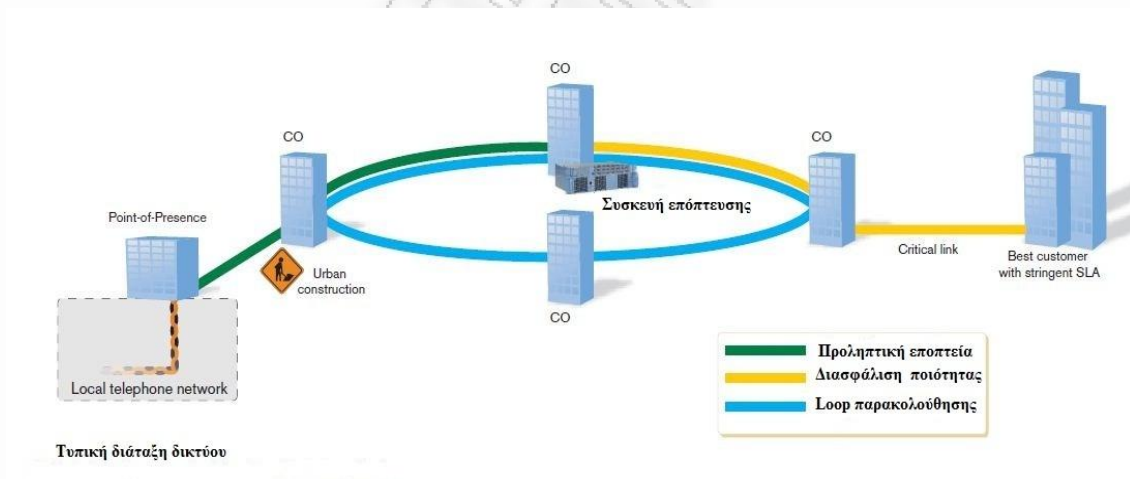 CO
CO
CO
Συσκευή επόπτευσης
Point-of-Presence
Critical link
Urban
construction
Best customer
with stringent SLA
CO
Local telephone network
Προληπτική εποπτεία
Διασφάλιση ποιότητας
Loop παρακολούθησης
Τυπική διάταξη δικτύου